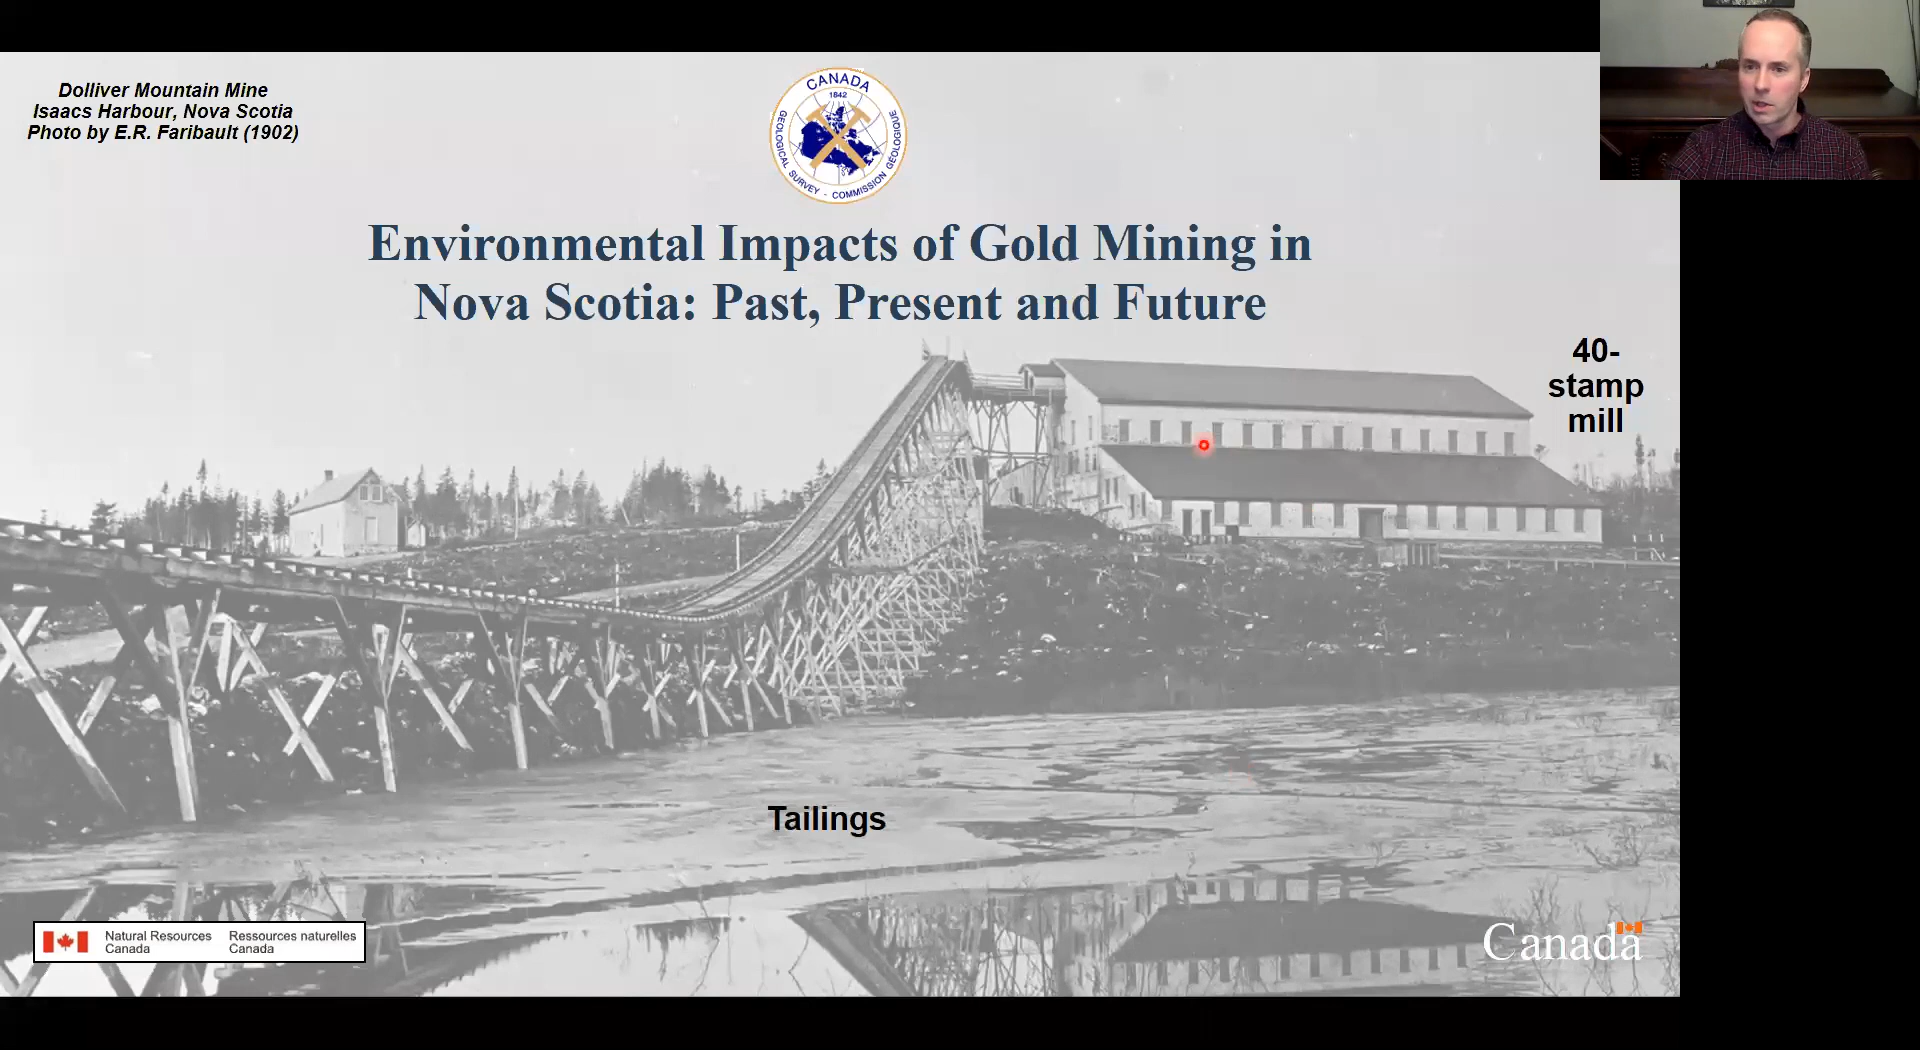 Dolliver Mountain Mine
Isaacs Harbour, Nova Scotia
Photo by E.R. Faribault (1902)
CANADA
1842
GEOLOGICAL SURVEY - COMMISSION GÉOLOGIQUE
Environmental Impacts of Gold Mining in
Nova Scotia: Past, Present and Future
40-
stamp
mill
Tailings
Natural Resources
Canada
Ressources naturelles
Canada
Canada